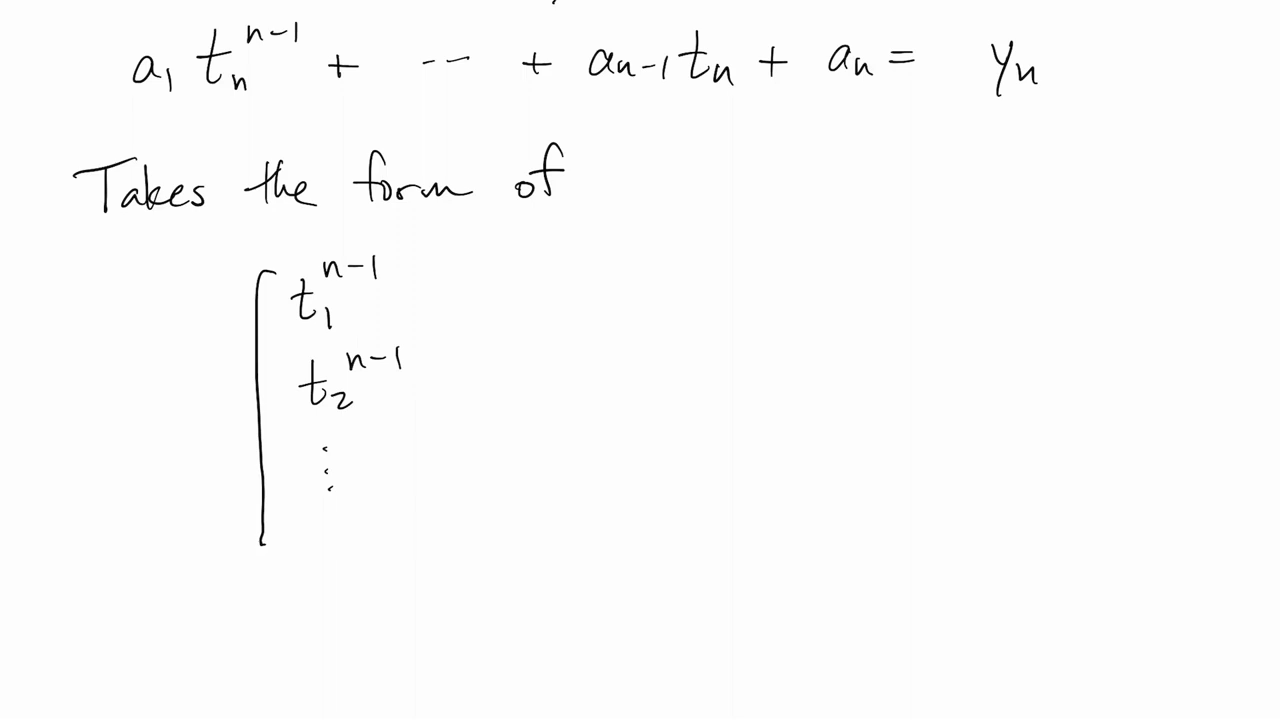 a₁ tₙⁿ⁻¹ + -- + aₙ₋₁ tₙ + aₙ = yₙ
Takes the form of
[ t₁ⁿ⁻¹
t₂ⁿ⁻¹
⋮